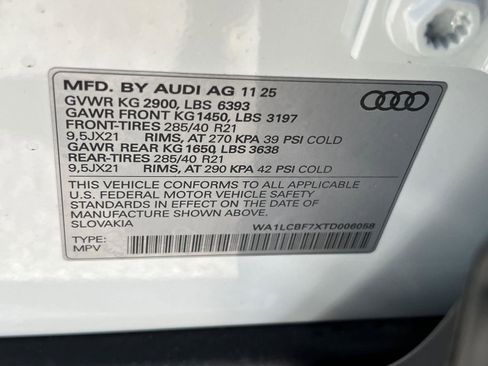 MFD. BY AUDI AG 11 25
GVWR KG 2900, LBS 6393
GAWR FRONT KG1450, LBS 3197
FRONT-TIRES 285/40 R21
9,5JX21 RIMS, AT 270 KPA 39 PSI COLD
GAWR REAR KG 1650, LBS 3638
REAR-TIRES 285/40 R21
9,5JX21 RIMS, AT 290 KPA 42 PSI COLD
THIS VEHICLE CONFORMS TO ALL APPLICABLE
U.S. FEDERAL MOTOR VEHICLE SAFETY
STANDARDS IN EFFECT ON THE DATE OF
MANUFACTURE SHOWN ABOVE.
SLOVAKIA
WA1LCBF7XTD006058
TYPE:
MPV